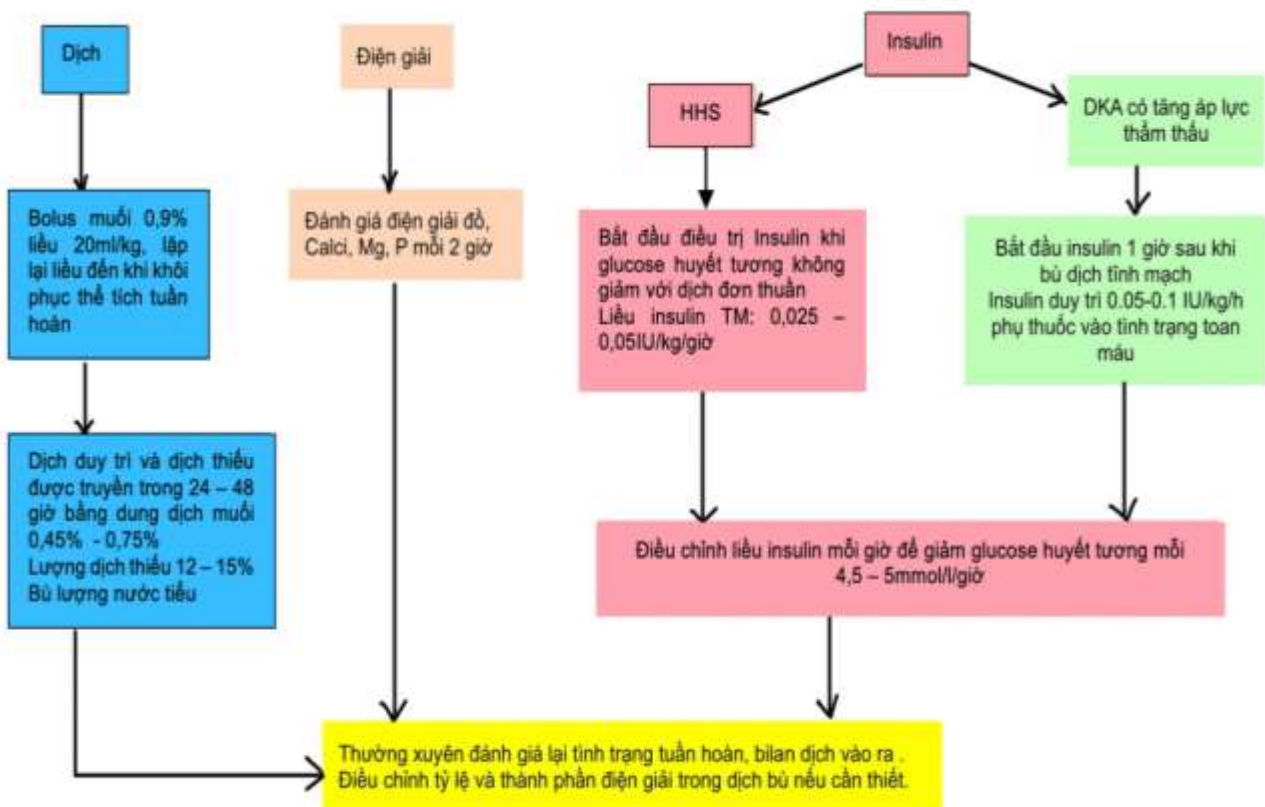 Dịch
Bolus muối 0,9%
liều 20ml/kg, lặp
lại liều đến khi khôi
phục thể tích tuần
hoàn
Dịch duy trì và dịch thiếu
được truyền trong 24 – 48
giờ bằng dung dịch muối
0,45% - 0,75%
Lượng dịch thiếu 12 – 15%
Bù lượng nước tiểu
Điện giải
Đánh giá điện giải đồ,
Calci, Mg, P mỗi 2 giờ
Insulin
HHS
Bắt đầu điều trị Insulin khi
glucose huyết tương không
giảm với dịch đơn thuần
Liều insulin TM: 0,025 –
0,05IU/kg/giờ
DKA có tăng áp lực
thẩm thấu
Bắt đầu insulin 1 giờ sau khi
bù dịch tĩnh mạch
Insulin duy trì 0.05-0.1 IU/kg/h
phụ thuộc vào tình trạng toan
máu
Điều chỉnh liều insulin mỗi giờ để giảm glucose huyết tương mỗi
4,5 – 5mmol/l/giờ
Thường xuyên đánh giá lại tình trạng tuần hoàn, bilan dịch vào ra .
Điều chỉnh tỷ lệ và thành phần điện giải trong dịch bù nếu cần thiết.